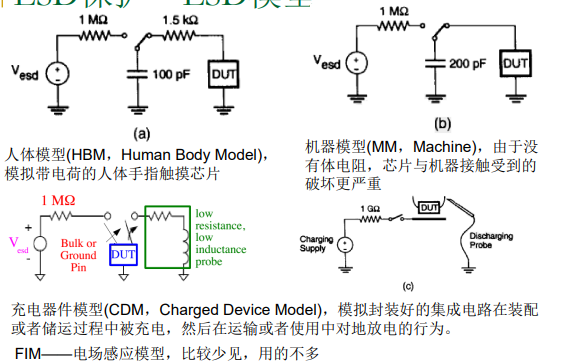 ESD保护 ESD模型
1 MΩ
1.5 kΩ
Vesd
100 pF
DUT
(a)
1 MΩ
Vesd
200 pF
DUT
(b)
人体模型(HBM，Human Body Model)，
模拟带电荷的人体手指触摸芯片
机器模型(MM，Machine)，由于没
有体电阻，芯片与机器接触受到的
破坏更严重
1 MΩ
+
Vesd
-
Bulk or
Ground
Pin
DUT
low
resistance,
low
inductance
probe
1 GΩ
DUT
Charging
Supply
Discharging
Probe
(c)
充电器件模型(CDM，Charged Device Model)，模拟封装好的集成电路在装配
或者储运过程中被充电，然后在运输或者使用中对地放电的行为。
FIM——电场感应模型，比较少见，用的不多